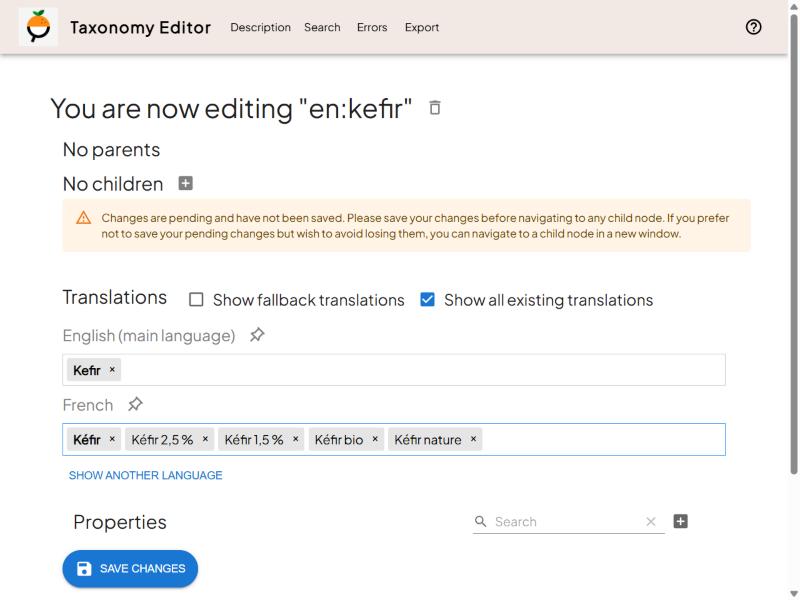 Taxonomy Editor Description Search Errors Export
You are now editing "en:kefir"
No parents
No children
Changes are pending and have not been saved. Please save your changes before navigating to any child node. If you prefer
not to save your pending changes but wish to avoid losing them, you can navigate to a child node in a new window.
Translations Show fallback translations Show all existing translations
English (main language)
Kefir ×
French
Kéfir × Kéfir 2,5 % × Kéfir 1,5 % × Kéfir bio × Kéfir nature ×
SHOW ANOTHER LANGUAGE
Properties Search
SAVE CHANGES